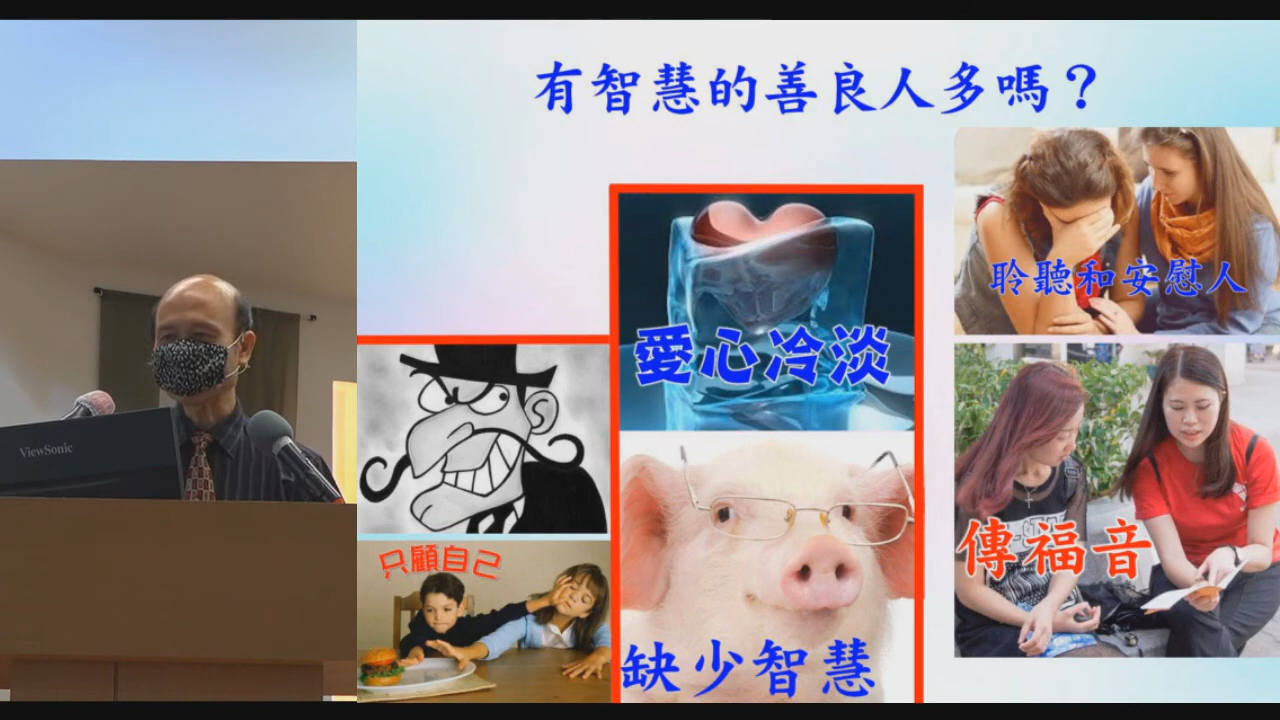 有智慧的善良人多嗎？
愛心冷淡
聆聽和安慰人
ViewSonic
只顧自己
傳福音
缺少智慧